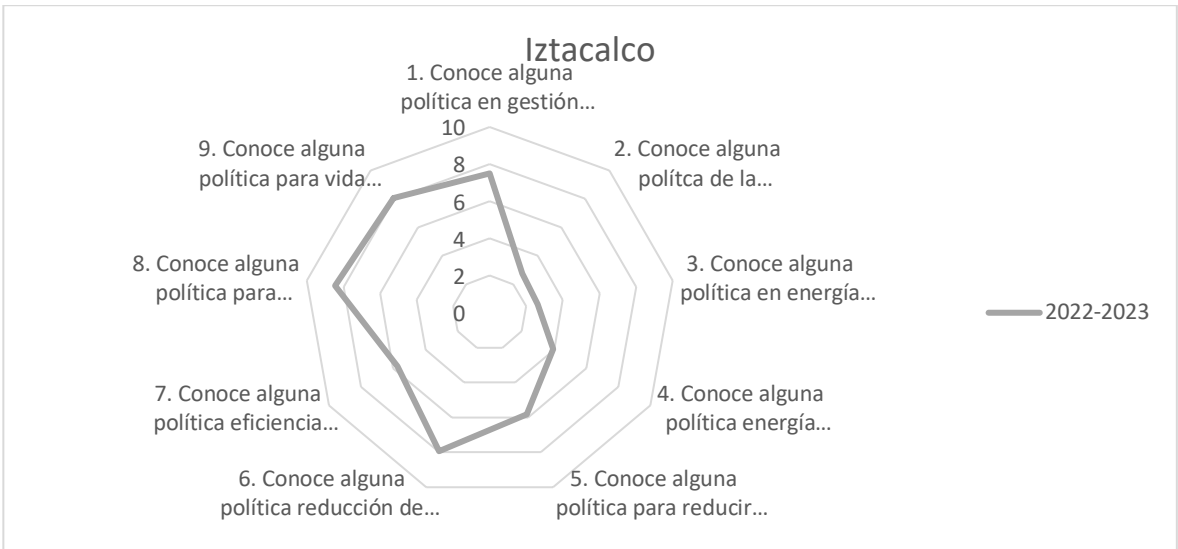 Iztacalco
1. Conoce alguna
política en gestión...
2. Conoce alguna
polítca de la...
3. Conoce alguna
política en energía...
4. Conoce alguna
política energía...
5. Conoce alguna
política para reducir...
6. Conoce alguna
política reducción de...
7. Conoce alguna
política eficiencia...
8. Conoce alguna
política para...
9. Conoce alguna
política para vida...
10
8
6
4
2
0
2022-2023